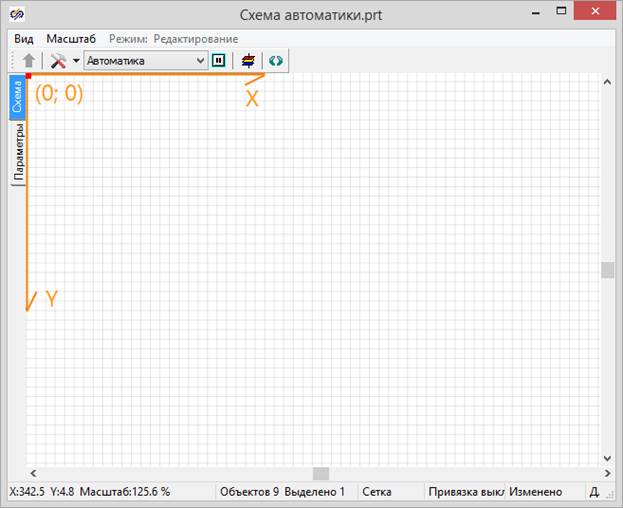 Схема автоматики.prt
Вид Масштаб Режим: Редактирование
Автоматика
Схема
Параметры
(0; 0)
X
Y
X:342.5 Y:4.8 Масштаб:125.6 % Объектов 9 Выделено 1 Сетка Привязка выкл Изменено Д